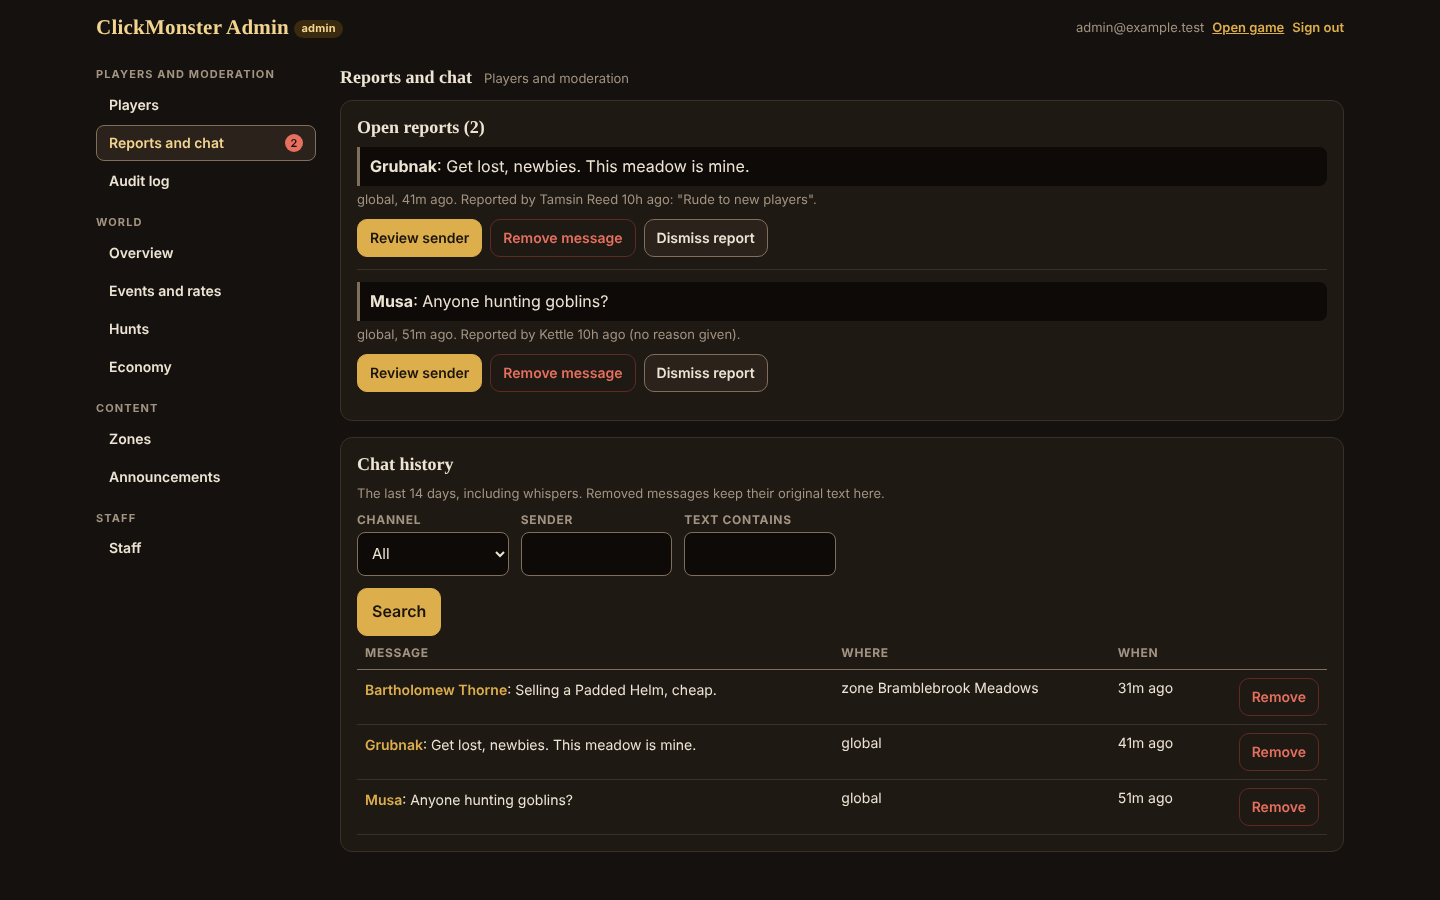 ClickMonster Admin admin
admin@example.test Open game Sign out
PLAYERS AND MODERATION
Players
Reports and chat 2
Audit log
WORLD
Overview
Events and rates
Hunts
Economy
CONTENT
Zones
Announcements
STAFF
Staff
Reports and chat Players and moderation
Open reports (2)
Grubnak: Get lost, newbies. This meadow is mine.
global, 41m ago. Reported by Tamsin Reed 10h ago: "Rude to new players".
Review sender Remove message Dismiss report
Musa: Anyone hunting goblins?
global, 51m ago. Reported by Kettle 10h ago (no reason given).
Review sender Remove message Dismiss report
Chat history
The last 14 days, including whispers. Removed messages keep their original text here.
CHANNEL SENDER TEXT CONTAINS
All
Search
MESSAGE WHERE WHEN
Bartholomew Thorne: Selling a Padded Helm, cheap. zone Bramblebrook Meadows 31m ago Remove
Grubnak: Get lost, newbies. This meadow is mine. global 41m ago Remove
Musa: Anyone hunting goblins? global 51m ago Remove